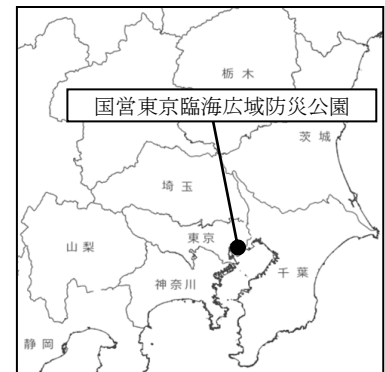 栃木
国営東京臨海広域防災公園
茨城
埼玉
東京
山梨
千葉
神奈川
静岡